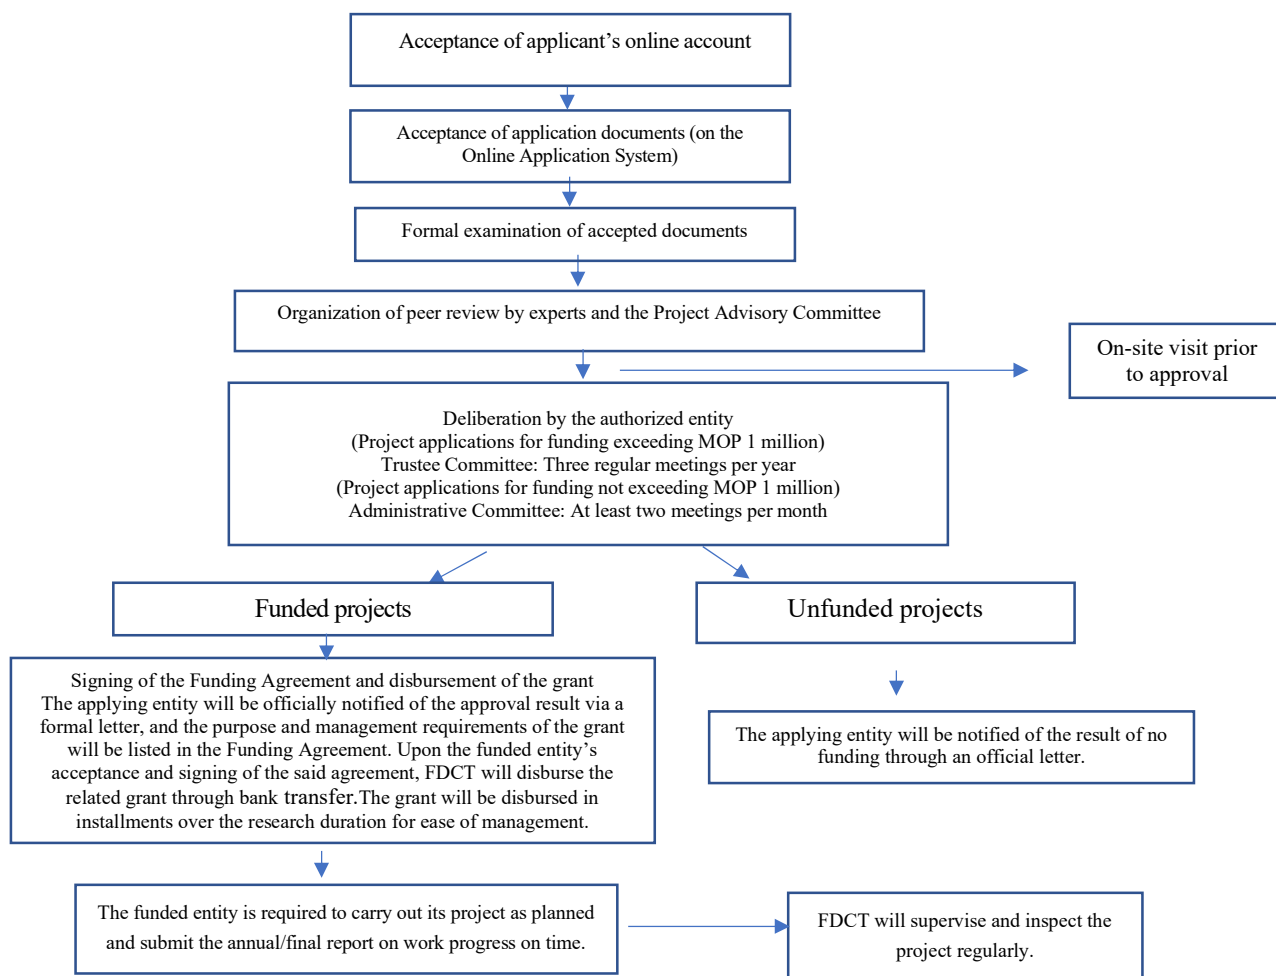 Acceptance of applicant’s online account
Acceptance of application documents (on the
Online Application System)
Formal examination of accepted documents
Organization of peer review by experts and the Project Advisory Committee
On-site visit prior
to approval
Deliberation by the authorized entity
(Project applications for funding exceeding MOP 1 million)
Trustee Committee: Three regular meetings per year
(Project applications for funding not exceeding MOP 1 million)
Administrative Committee: At least two meetings per month
Funded projects
Unfunded projects
Signing of the Funding Agreement and disbursement of the grant
The applying entity will be officially notified of the approval result via a
formal letter, and the purpose and management requirements of the grant
will be listed in the Funding Agreement. Upon the funded entity’s
acceptance and signing of the said agreement, FDCT will disburse the
related grant through bank transfer.The grant will be disbursed in
installments over the research duration for ease of management.
The applying entity will be notified of the result of no
funding through an official letter.
The funded entity is required to carry out its project as planned
and submit the annual/final report on work progress on time.
FDCT will supervise and inspect the
project regularly.